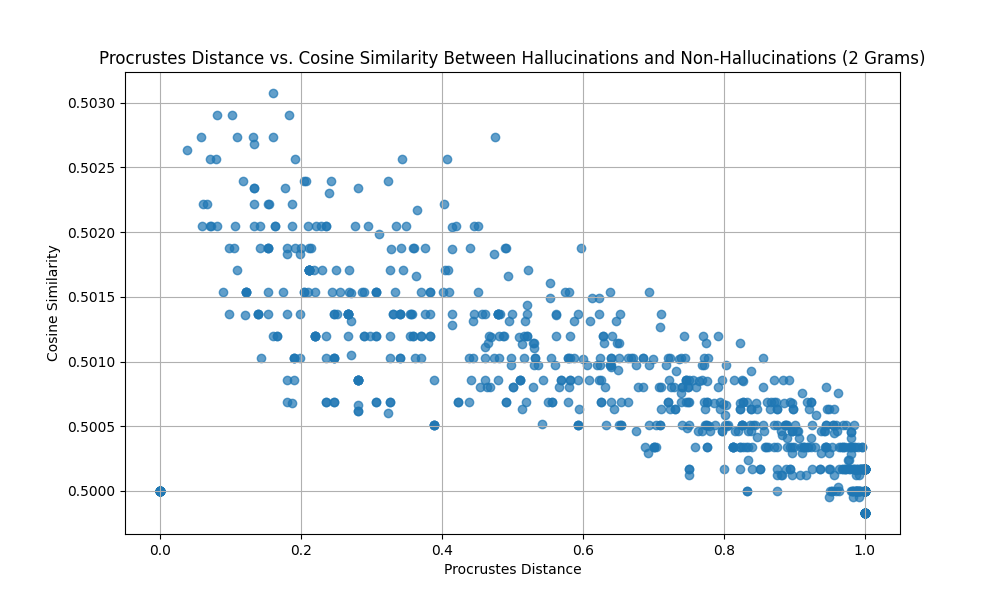 Procrustes Distance vs. Cosine Similarity Between Hallucinations and Non-Hallucinations (2 Grams)
0.5030
0.5025
0.5020
0.5015
0.5010
0.5005
0.5000
Cosine Similarity
0.0 0.2 0.4 0.6 0.8 1.0
Procrustes Distance